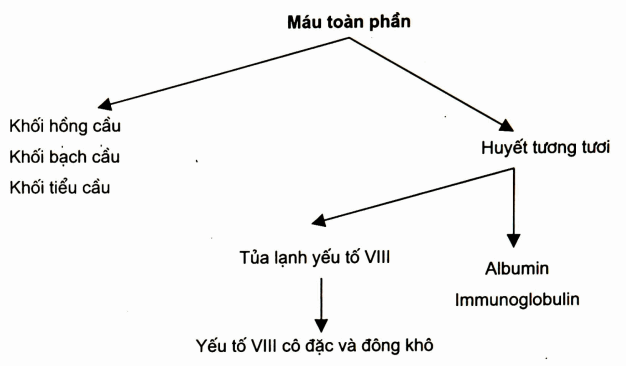 Máu toàn phần
Khối hồng cầu
Khối bạch cầu
Khối tiểu cầu
Huyết tương tươi
Tủa lạnh yếu tố VIII
Albumin
Immunoglobulin
Yếu tố VIII cô đặc và đông khô